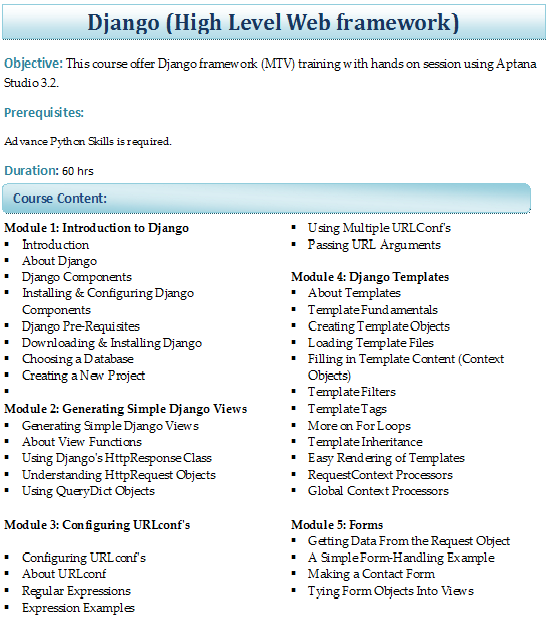 Django (High Level Web framework)
Objective: This course offer Django framework (MTV) training with hands on session using Aptana
Studio 3.2.
Prerequisites:
Advance Python Skills is required.
Duration: 60 hrs
Course Content:
Module 1: Introduction to Django
▪ Introduction
▪ About Django
▪ Django Components
▪ Installing & Configuring Django
Components
▪ Django Pre-Requisites
▪ Downloading & Installing Django
▪ Choosing a Database
▪ Creating a New Project
▪
Module 2: Generating Simple Django Views
▪ Generating Simple Django Views
▪ About View Functions
▪ Using Django's HttpResponse Class
▪ Understanding HttpRequest Objects
▪ Using QueryDict Objects
Module 3: Configuring URLconf's
▪ Configuring URLconf's
▪ About URLconf
▪ Regular Expressions
▪ Expression Examples
▪ Using Multiple URLConf's
▪ Passing URL Arguments
Module 4: Django Templates
▪ About Templates
▪ Template Fundamentals
▪ Creating Template Objects
▪ Loading Template Files
▪ Filling in Template Content (Context
Objects)
▪ Template Filters
▪ Template Tags
▪ More on For Loops
▪ Template Inheritance
▪ Easy Rendering of Templates
▪ RequestContext Processors
▪ Global Context Processors
Module 5: Forms
▪ Getting Data From the Request Object
▪ A Simple Form-Handling Example
▪ Making a Contact Form
▪ Tying Form Objects Into Views